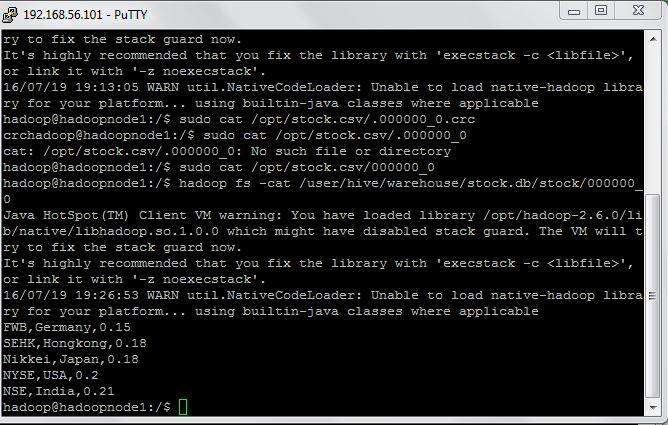 192.168.56.101 - PuTTY
ry to fix the stack guard now.
It's highly recommended that you fix the library with 'execstack -c <libfile>',
or link it with '-z noexecstack'.
16/07/19 19:13:05 WARN util.NativeCodeLoader: Unable to load native-hadoop libra
ry for your platform... using builtin-java classes where applicable
hadoop@hadoopnode1:/$ sudo cat /opt/stock.csv/.000000_0.crc
crchadoop@hadoopnode1:/$ sudo cat /opt/stock.csv/.000000_0
cat: /opt/stock.csv/.000000_0: No such file or directory
hadoop@hadoopnode1:/$ sudo cat /opt/stock.csv/000000_0
hadoop@hadoopnode1:/$ hadoop fs -cat /user/hive/warehouse/stock.db/stock/000000_
0
Java HotSpot(TM) Client VM warning: You have loaded library /opt/hadoop-2.6.0/li
b/native/libhadoop.so.1.0.0 which might have disabled stack guard. The VM will t
ry to fix the stack guard now.
It's highly recommended that you fix the library with 'execstack -c <libfile>',
or link it with '-z noexecstack'.
16/07/19 19:26:53 WARN util.NativeCodeLoader: Unable to load native-hadoop libra
ry for your platform... using builtin-java classes where applicable
FWB,Germany,0.15
SEHK,Hongkong,0.18
Nikkei,Japan,0.18
NYSE,USA,0.2
NSE,India,0.21
hadoop@hadoopnode1:/$